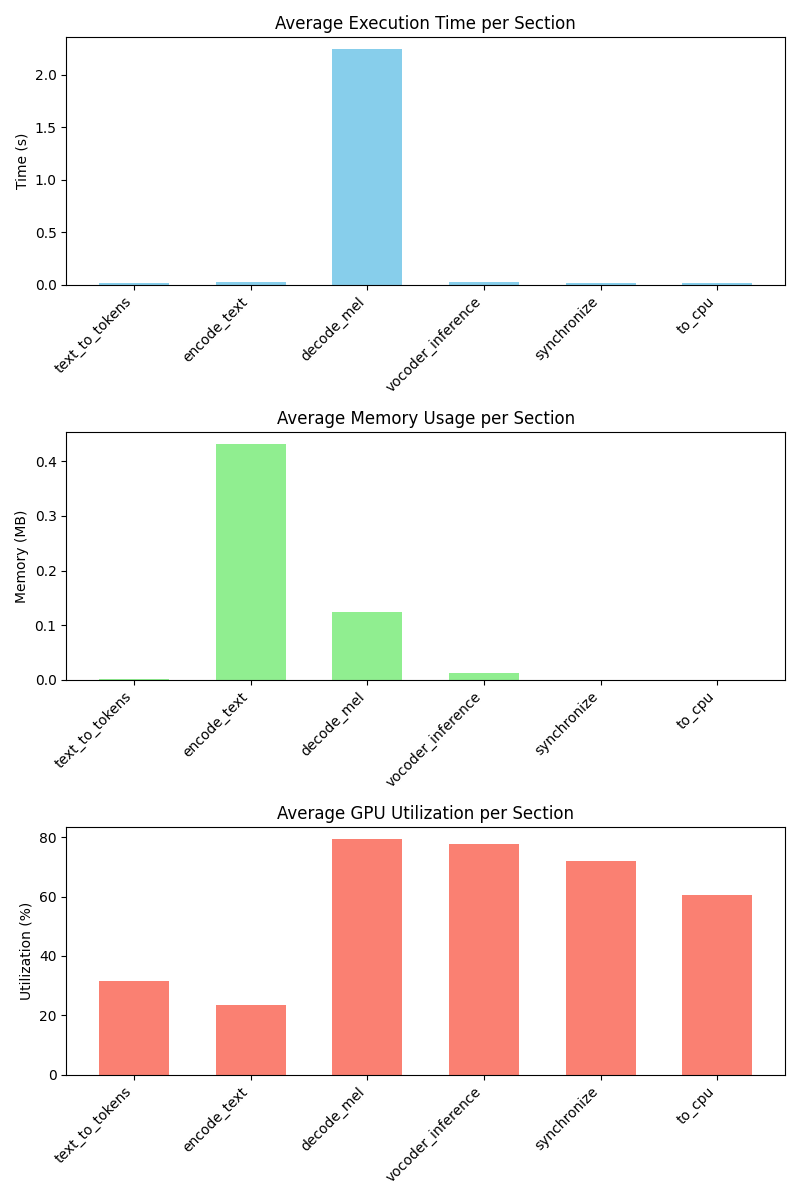 Average Execution Time per Section
Time (s)
2.0
1.5
1.0
0.5
0.0
text_to_tokens
encode_text
decode_mel
vocoder_inference
synchronize
to_cpu
Average Memory Usage per Section
Memory (MB)
0.4
0.3
0.2
0.1
0.0
text_to_tokens
encode_text
decode_mel
vocoder_inference
synchronize
to_cpu
Average GPU Utilization per Section
Utilization (%)
80
60
40
20
0
text_to_tokens
encode_text
decode_mel
vocoder_inference
synchronize
to_cpu